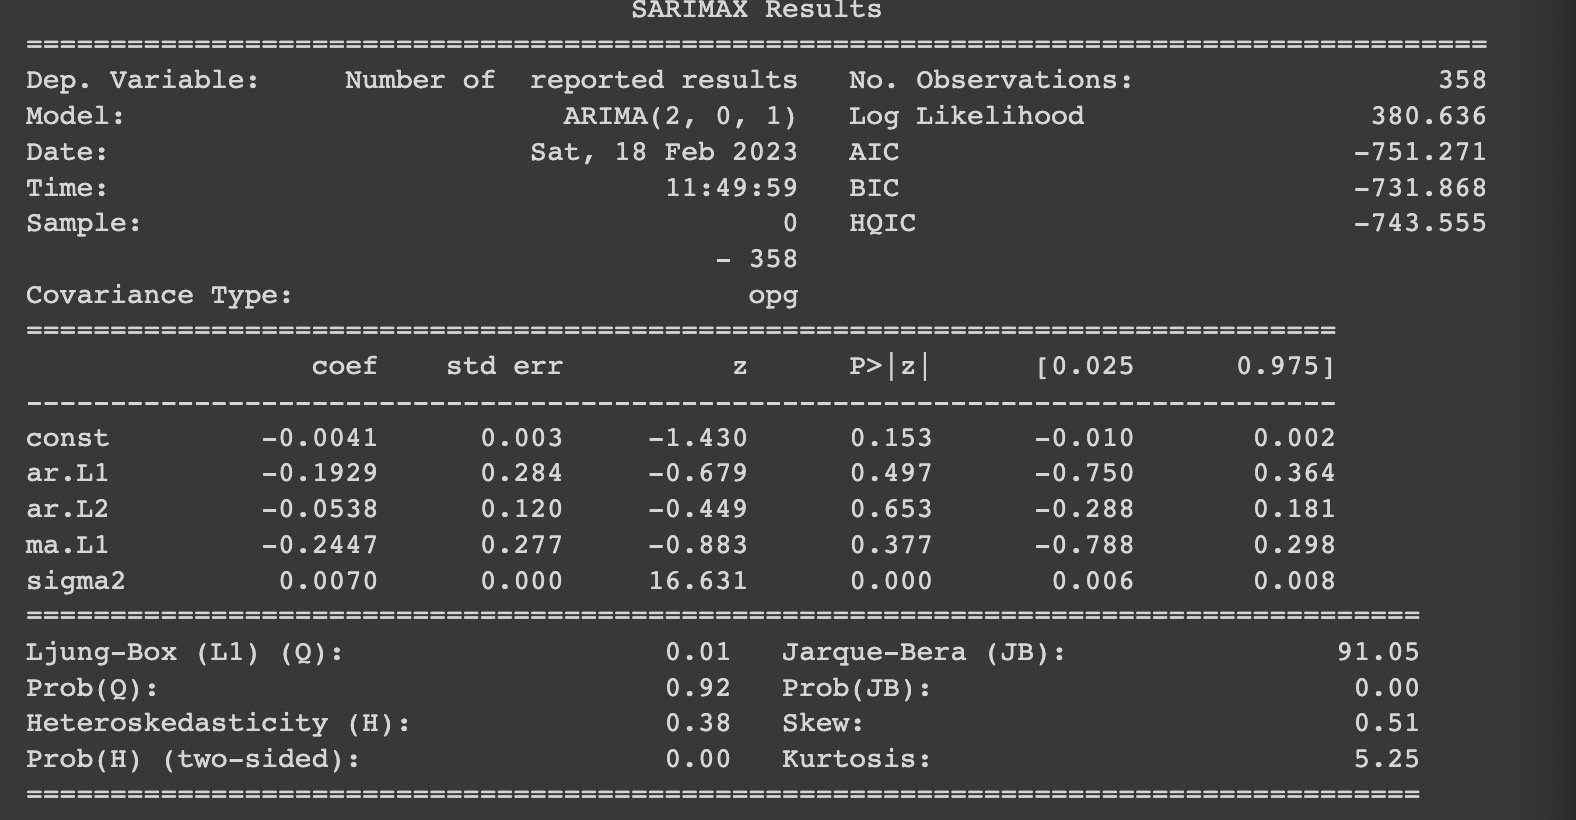 SARIMAX Results
==============================================================================
Dep. Variable:     Number of  reported results   No. Observations:                  358
Model:                          ARIMA(2, 0, 1)   Log Likelihood                 380.636
Date:                         Sat, 18 Feb 2023   AIC                           -751.271
Time:                                 11:49:59   BIC                           -731.868
Sample:                                      0   HQIC                          -743.555
                                         - 358
Covariance Type:                           opg
==============================================================================
                 coef    std err          z      P>|z|      [0.025      0.975]
------------------------------------------------------------------------------
const         -0.0041      0.003     -1.430      0.153      -0.010       0.002
ar.L1         -0.1929      0.284     -0.679      0.497      -0.750       0.364
ar.L2         -0.0538      0.120     -0.449      0.653      -0.288       0.181
ma.L1         -0.2447      0.277     -0.883      0.377      -0.788       0.298
sigma2         0.0070      0.000     16.631      0.000       0.006       0.008
===================================================================================
Ljung-Box (L1) (Q):                   0.01   Jarque-Bera (JB):                91.05
Prob(Q):                              0.92   Prob(JB):                         0.00
Heteroskedasticity (H):               0.38   Skew:                             0.51
Prob(H) (two-sided):                  0.00   Kurtosis:                         5.25
===================================================================================